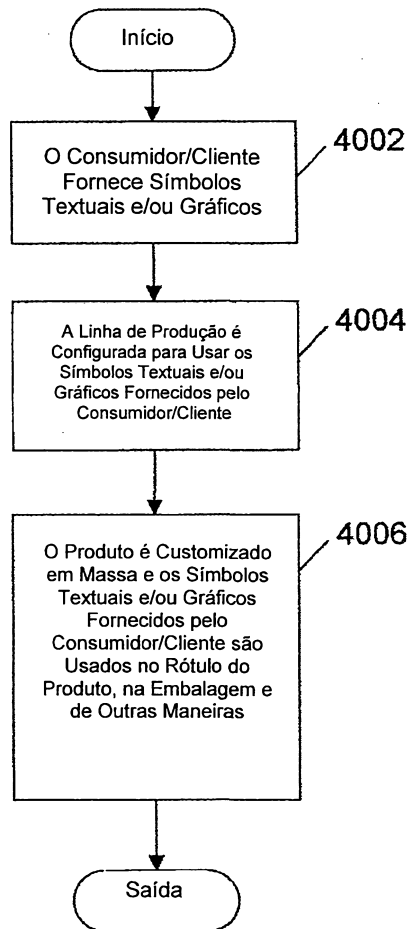 Início
O Consumidor/Cliente
Fornece Símbolos
Textuais e/ou Gráficos
4002
A Linha de Produção é
Configurada para Usar os
Símbolos Textuais e/ou
Gráficos Fornecidos pelo
Consumidor/Cliente
4004
O Produto é Customizado
em Massa e os Símbolos
Textuais e/ou Gráficos
Fornecidos pelo
Consumidor/Cliente são
Usados no Rótulo do
Produto, na Embalagem e
de Outras Maneiras
4006
Saída